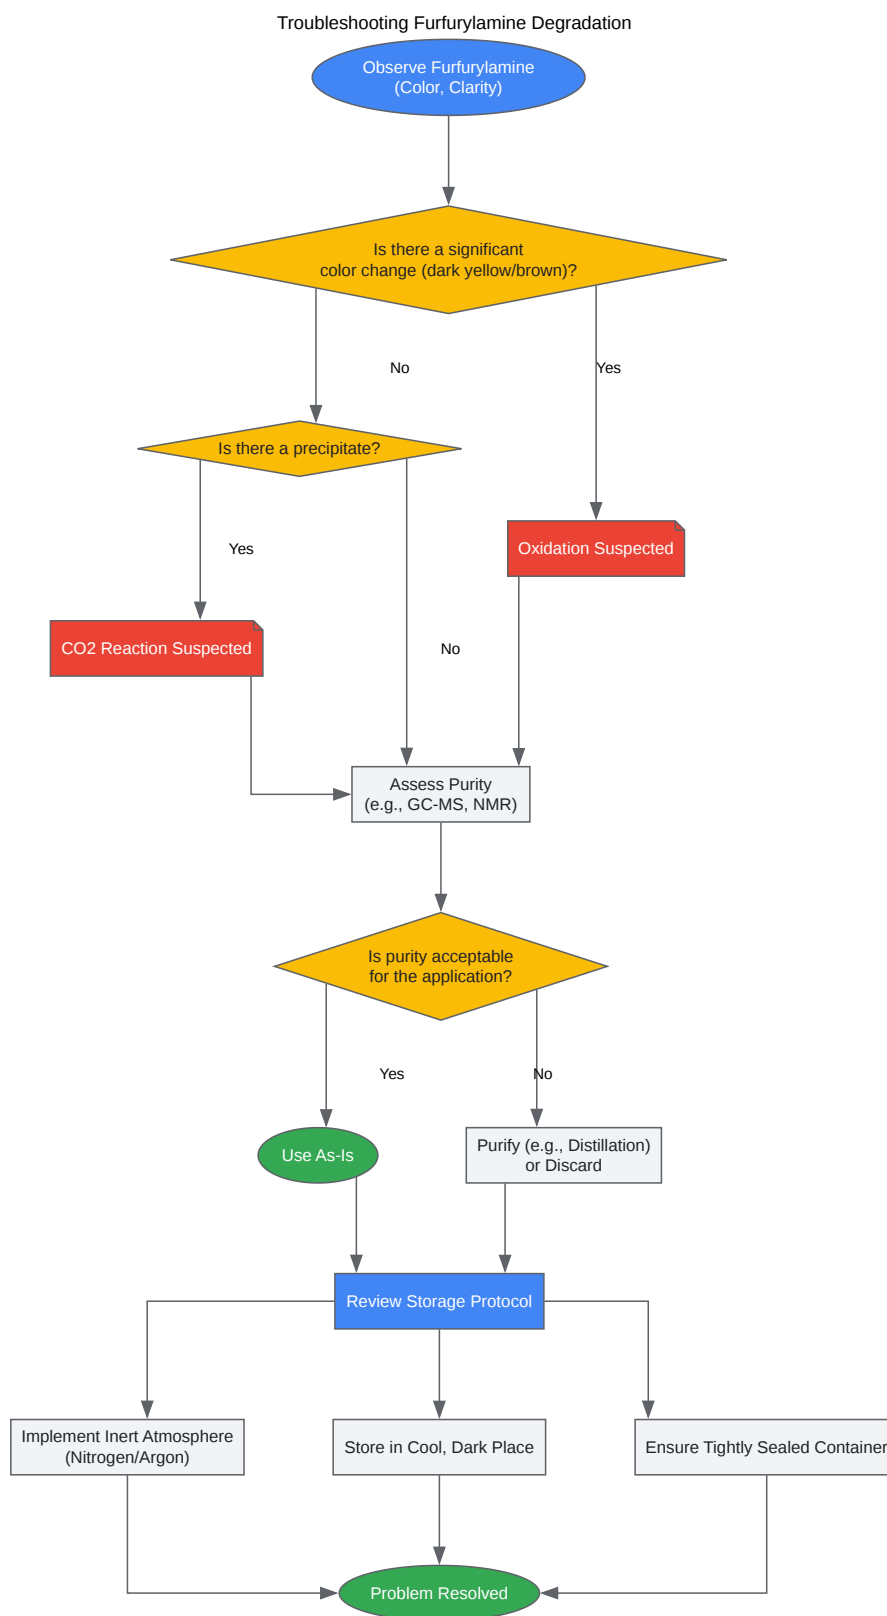 Troubleshooting Furfurylamine Degradation
Observe Furfurylamine
(Color, Clarity)
Is there a significant
color change (dark yellow/brown)?
No
Yes
Is there a precipitate?
Yes
Oxidation Suspected
CO2 Reaction Suspected
No
Assess Purity
(e.g., GC-MS, NMR)
Is purity acceptable
for the application?
Yes
No
Use As-Is
Purify (e.g., Distillation)
or Discard
Review Storage Protocol
Implement Inert Atmosphere
(Nitrogen/Argon)
Store in Cool, Dark Place
Ensure Tightly Sealed Container
Problem Resolved